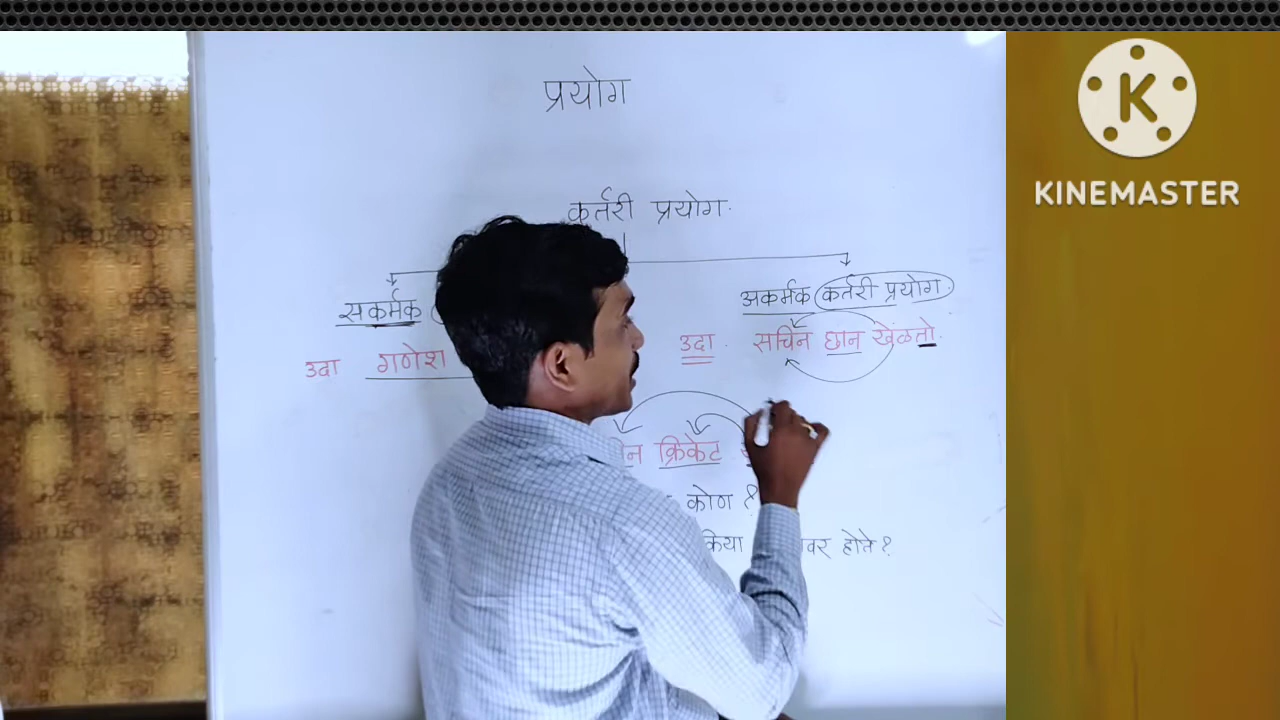 प्रयोग
कर्तरी प्रयोग.
सकर्मक
अकर्मक कर्तरी प्रयोग.
उदा गणेश
उदा. सचिन छान खेळतो.
न क्रिकेट
कोण ?
क्रिया वर होते ?
KINEMASTER